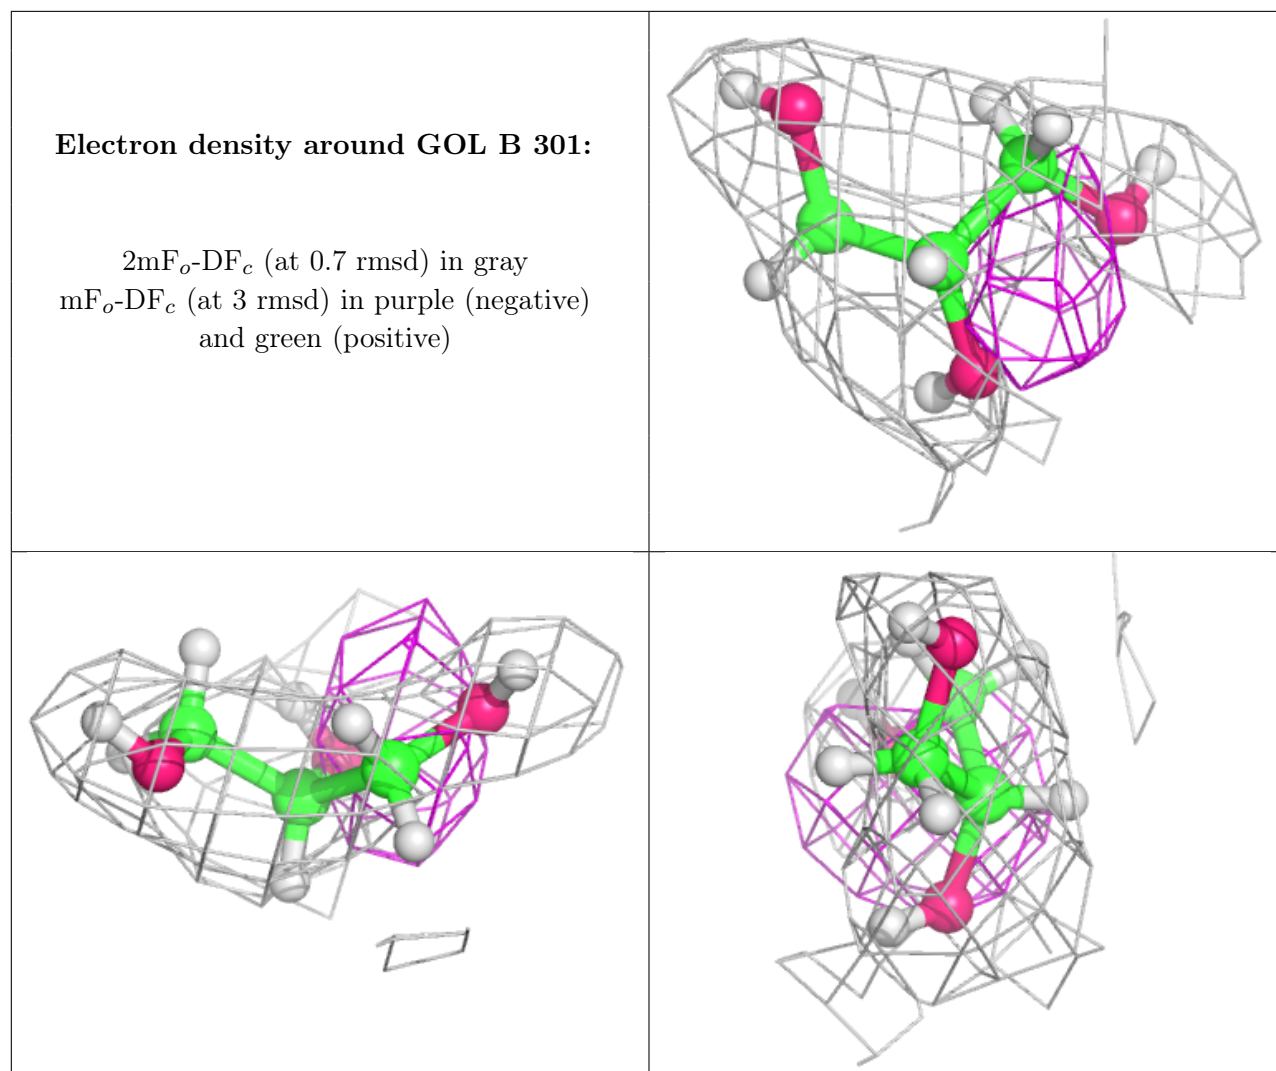 Electron density around GOL B 301:
2mF𝑜-DF𝑐 (at 0.7 rmsd) in gray
mF𝑜-DF𝑐 (at 3 rmsd) in purple (negative)
and green (positive)